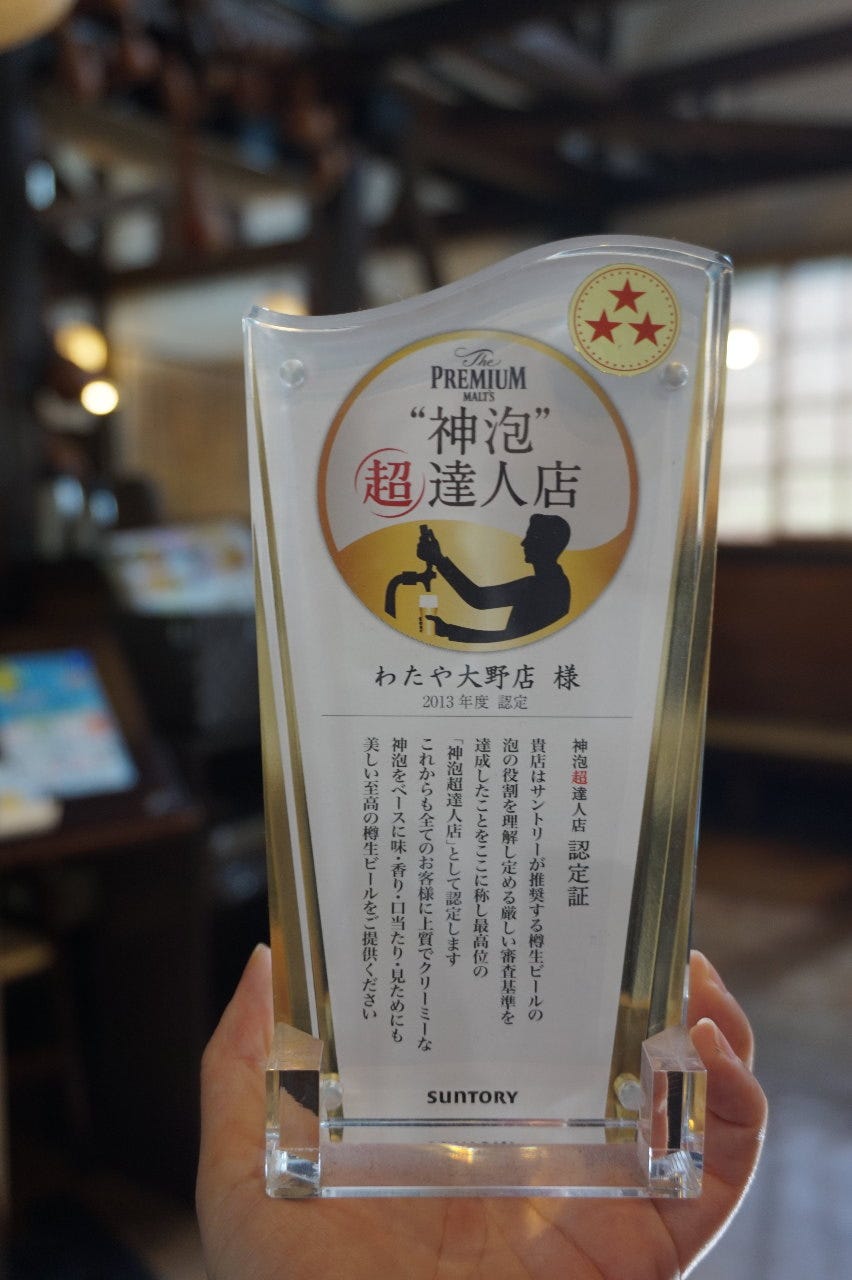 The
PREMIUM
MALT'S
“神泡”
超達人店
わたや大野店 様
2013年度 認定
神泡超達人店 認定証
貴店はサントリーが推奨する樽生ビールの
泡の役割を理解し定める厳しい審査基準を
達成したことをここに称し最高位の
「神泡超達人店」として認定します
これからも全てのお客様に上質でクリーミーな
神泡をベースに味・香り・口当たり・見ためにも
美しい至高の樽生ビールをご提供ください
SUNTORY